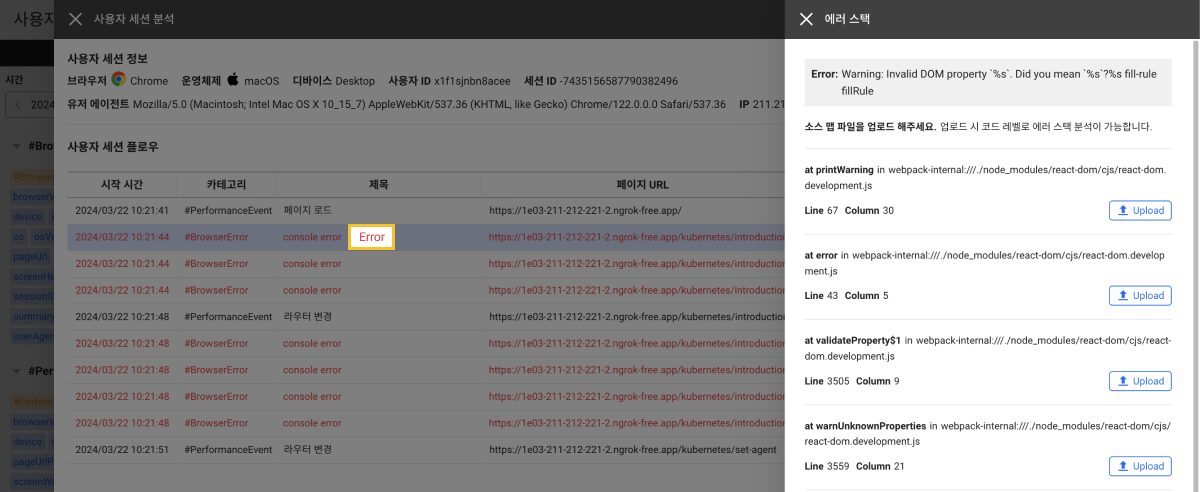 사용자
사용자 세션 분석
에러 스택
시간
2024
사용자 세션 정보
브라우저 Chrome 운영체제 macOS 디바이스 Desktop 사용자 ID x1f1sjnbn8acee 세션 ID -7435156587790382496
유저 에이전트 Mozilla/5.0 (Macintosh; Intel Mac OS X 10_15_7) AppleWebKit/537.36 (KHTML, like Gecko) Chrome/122.0.0.0 Safari/537.36 IP 211.21
사용자 세션 플로우
시작 시간 카테고리 제목 페이지 URL
2024/03/22 10:21:41 #PerformanceEvent 페이지 로드 https://1e03-211-212-221-2.ngrok-free.app/
2024/03/22 10:21:44 #BrowserError console error Error https://1e03-211-212-221-2.ngrok-free.app/kubernetes/introduction
2024/03/22 10:21:44 #BrowserError console error https://1e03-211-212-221-2.ngrok-free.app/kubernetes/introduction
2024/03/22 10:21:44 #BrowserError console error https://1e03-211-212-221-2.ngrok-free.app/kubernetes/introduction
2024/03/22 10:21:48 #PerformanceEvent 라우터 변경 https://1e03-211-212-221-2.ngrok-free.app/kubernetes/introduction
2024/03/22 10:21:48 #BrowserError console error https://1e03-211-212-221-2.ngrok-free.app/kubernetes/introduction
2024/03/22 10:21:48 #BrowserError console error https://1e03-211-212-221-2.ngrok-free.app/kubernetes/introduction
2024/03/22 10:21:48 #BrowserError console error https://1e03-211-212-221-2.ngrok-free.app/kubernetes/introduction
2024/03/22 10:21:48 #BrowserError console error https://1e03-211-212-221-2.ngrok-free.app/kubernetes/introduction
2024/03/22 10:21:51 #PerformanceEvent 라우터 변경 https://1e03-211-212-221-2.ngrok-free.app/kubernetes/set-agent
#Brow
#Browser
browserV
device
os osVe
pageUrl
screenHe
sessionID
summary
userAgen
#Perf
#Perform
browserV
device
pageUrlP
screenWi
Error: Warning: Invalid DOM property `%s`. Did you mean `%s`?%s fill-rule
fillRule
소스 맵 파일을 업로드 해주세요. 업로드 시 코드 레벨로 에러 스택 분석이 가능합니다.
at printWarning in webpack-internal:///./node_modules/react-dom/cjs/react-dom.
development.js
Line 67 Column 30 Upload
at error in webpack-internal:///./node_modules/react-dom/cjs/react-dom.develop
ment.js
Line 43 Column 5 Upload
at validateProperty$1 in webpack-internal:///./node_modules/react-dom/cjs/react-
dom.development.js
Line 3505 Column 9 Upload
at warnUnknownProperties in webpack-internal:///./node_modules/react-dom/cjs/
react-dom.development.js
Line 3559 Column 21 Upload